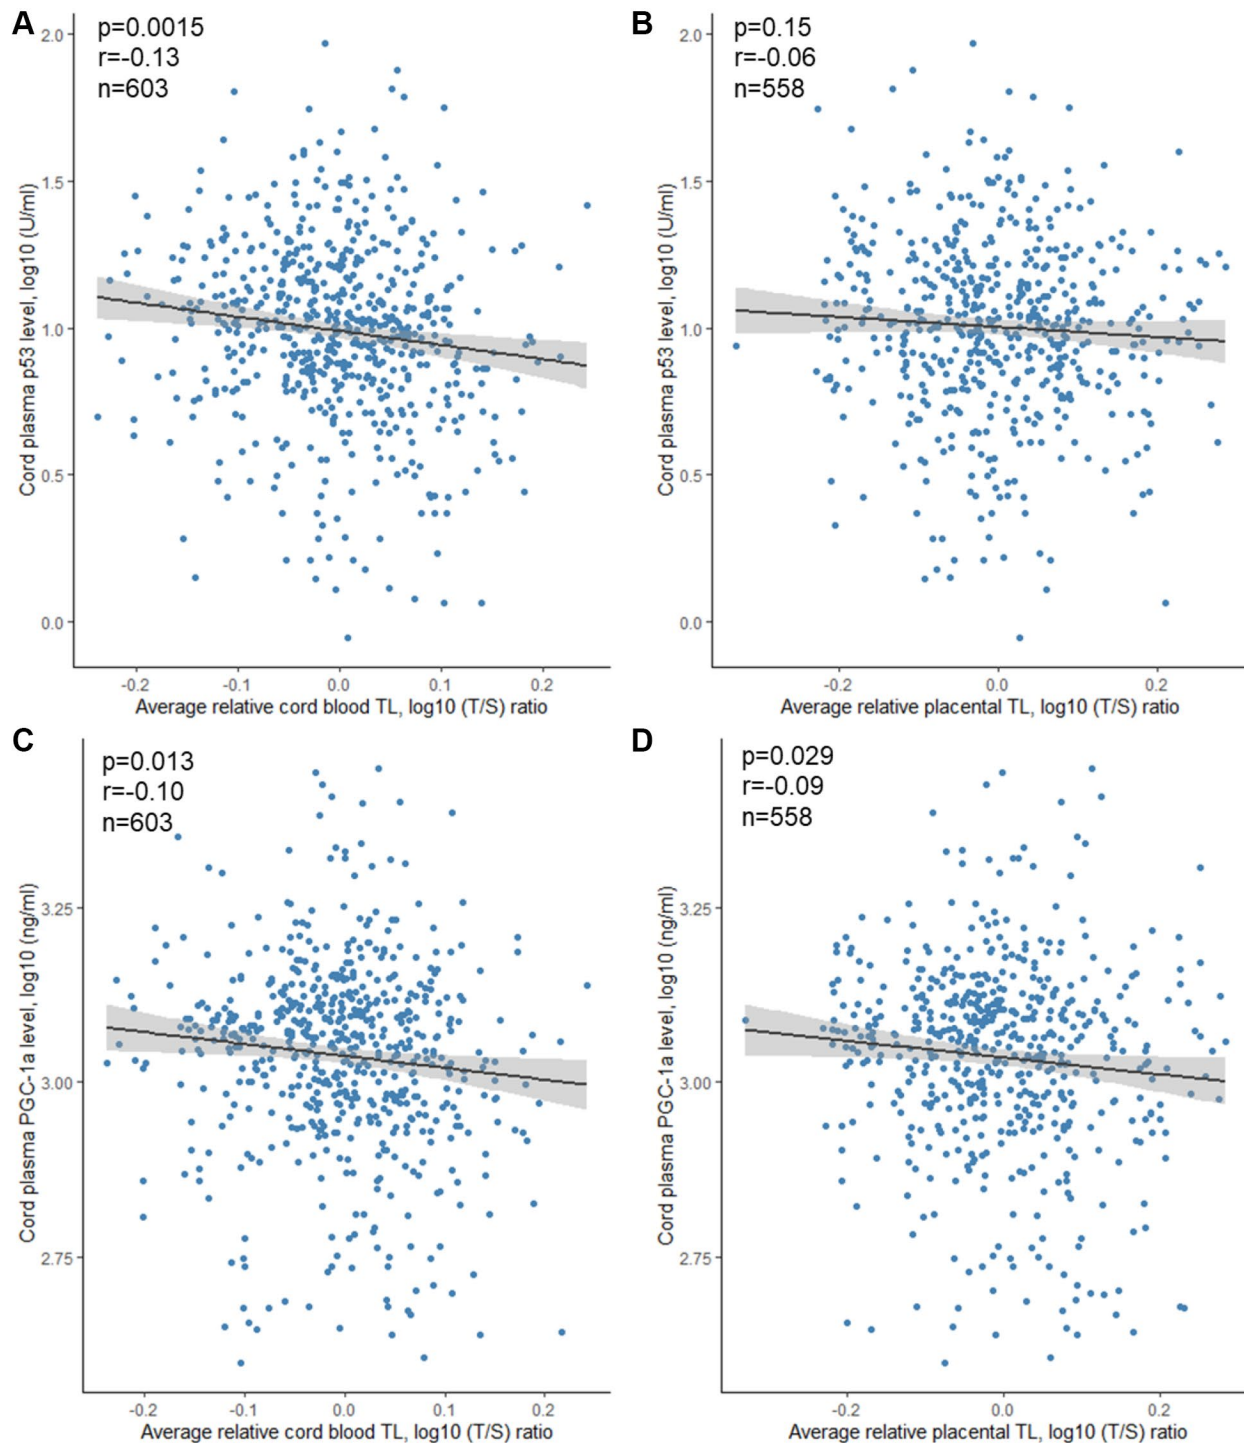 A
p=0.0015
r=-0.13
n=603
2.0
1.5
1.0
0.5
0.0
Cord plasma p53 level, log10 (U/ml)
-0.2 -0.1 0.0 0.1 0.2
Average relative cord blood TL, log10 (T/S) ratio
B
p=0.15
r=-0.06
n=558
2.0
1.5
1.0
0.5
0.0
Cord plasma p53 level, log10 (U/ml)
-0.2 0.0 0.2
Average relative placental TL, log10 (T/S) ratio
C
p=0.013
r=-0.10
n=603
3.25
3.00
2.75
Cord plasma PGC-1a level, log10 (ng/ml)
-0.2 -0.1 0.0 0.1 0.2
Average relative cord blood TL, log10 (T/S) ratio
D
p=0.029
r=-0.09
n=558
3.25
3.00
2.75
Cord plasma PGC-1a level, log10 (ng/ml)
-0.2 0.0 0.2
Average relative placental TL, log10 (T/S) ratio